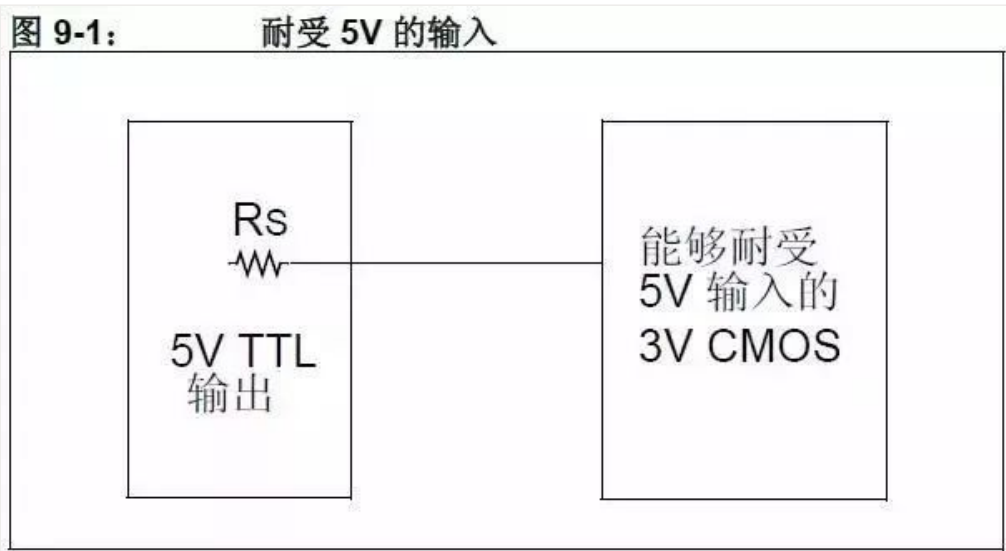 图 9-1： 耐受 5V 的输入
Rs
5V TTL
输出
能够耐受
5V 输入的
3V CMOS